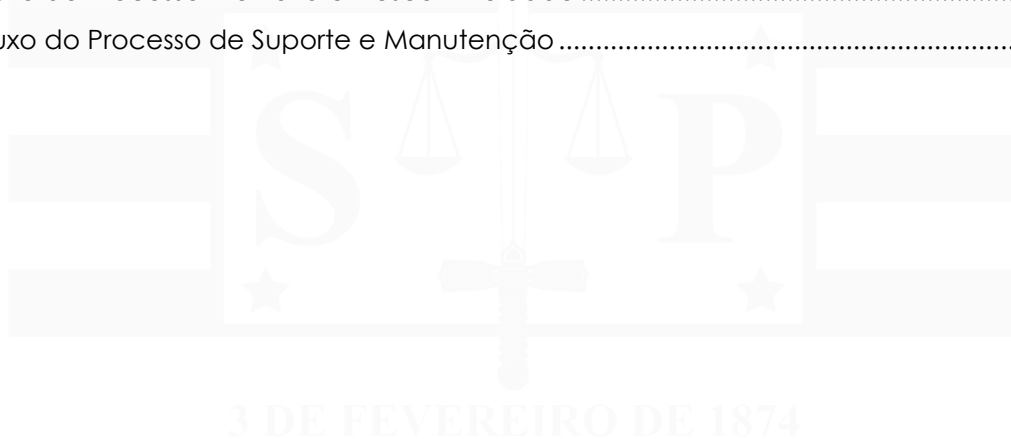 uxo do Processo de Suporte e Manutenção
S P
3 DE FEVEREIRO DE 1874